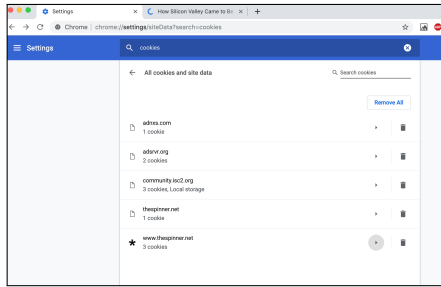 Settings
How Silicon Valley Came to Be
Chrome | chrome://settings/siteData?search=cookies
Settings
cookies
All cookies and site data
Search cookies
Remove All
adnxs.com
1 cookie
adsrvr.org
2 cookies
community.isc2.org
3 cookies, Local storage
thespinner.net
1 cookie
www.thespinner.net
3 cookies